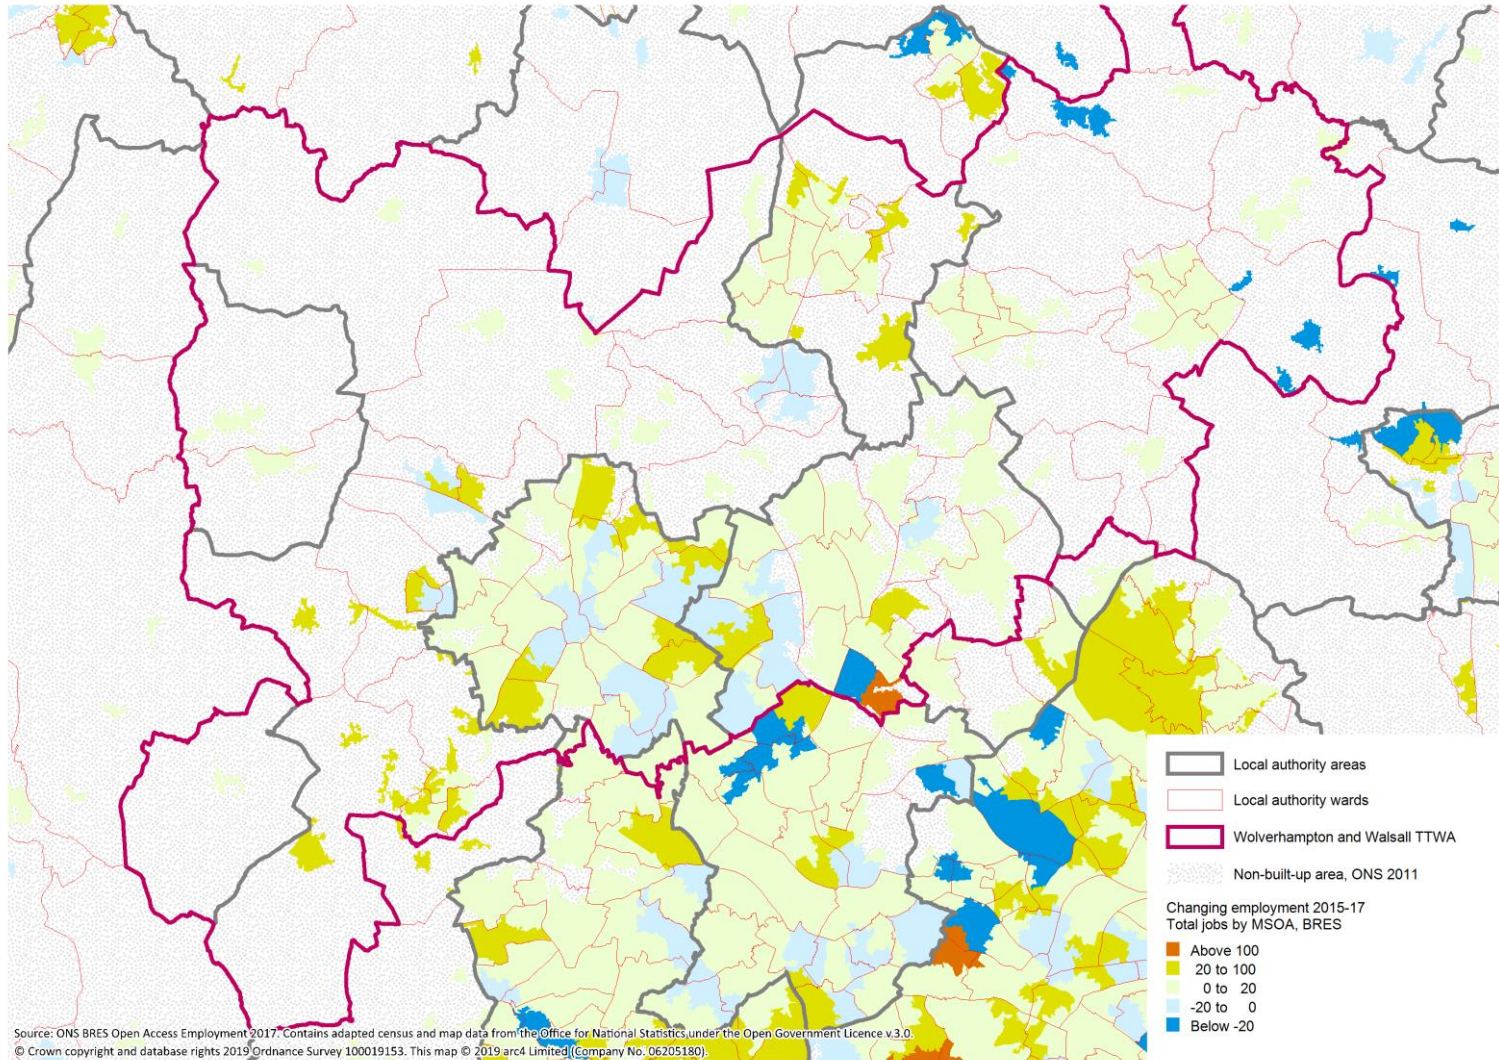 Local authority areas
Local authority wards
Wolverhampton and Walsall TTWA
Non-built-up area, ONS 2011
Changing employment 2015-17
Total jobs by MSOA, BRES
Above 100
20 to 100
0 to 20
-20 to 0
Below -20
Source: ONS BRES Open Access Employment 2017. Contains adapted census and map data from the Office for National Statistics under the Open Government Licence v.3.0.
© Crown copyright and database rights 2019 Ordnance Survey 100019153. This map © 2019 arc4 Limited (Company No. 06205180).